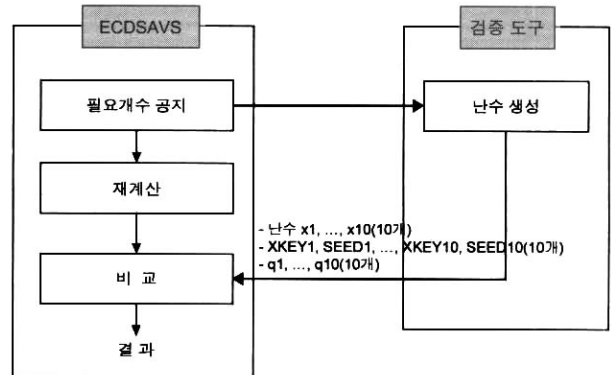 ECDSAVS
검증 도구
필요개수 공지
난수 생성
재계산
- 난수 x1, ..., x10(10개)
- XKEY1, SEED1, ..., XKEY10, SEED10(10개)
- q1, ..., q10(10개)
비 교
결 과